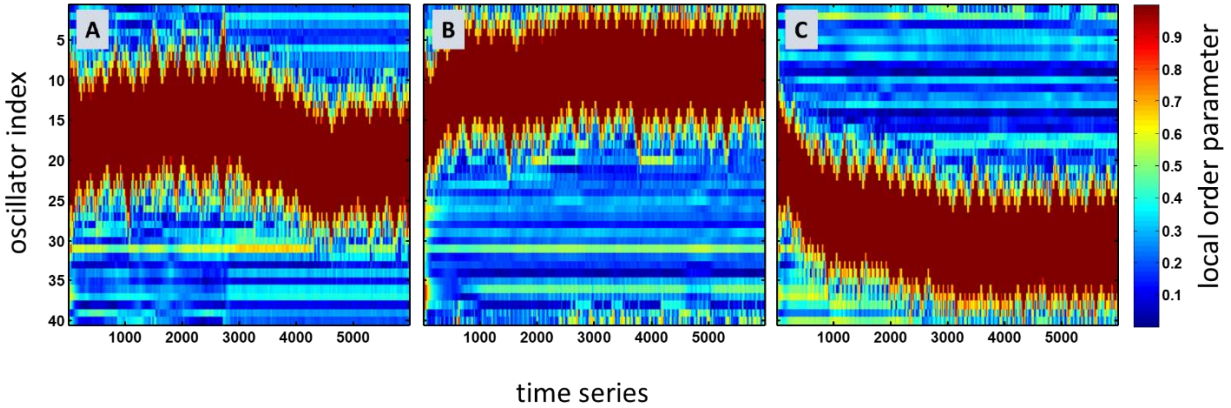 A
B
C
oscillator index
5
10
15
20
25
30
35
40
1000 2000 3000 4000 5000
1000 2000 3000 4000 5000
1000 2000 3000 4000 5000
time series
0.9
0.8
0.7
0.6
0.5
0.4
0.3
0.2
0.1
local order parameter